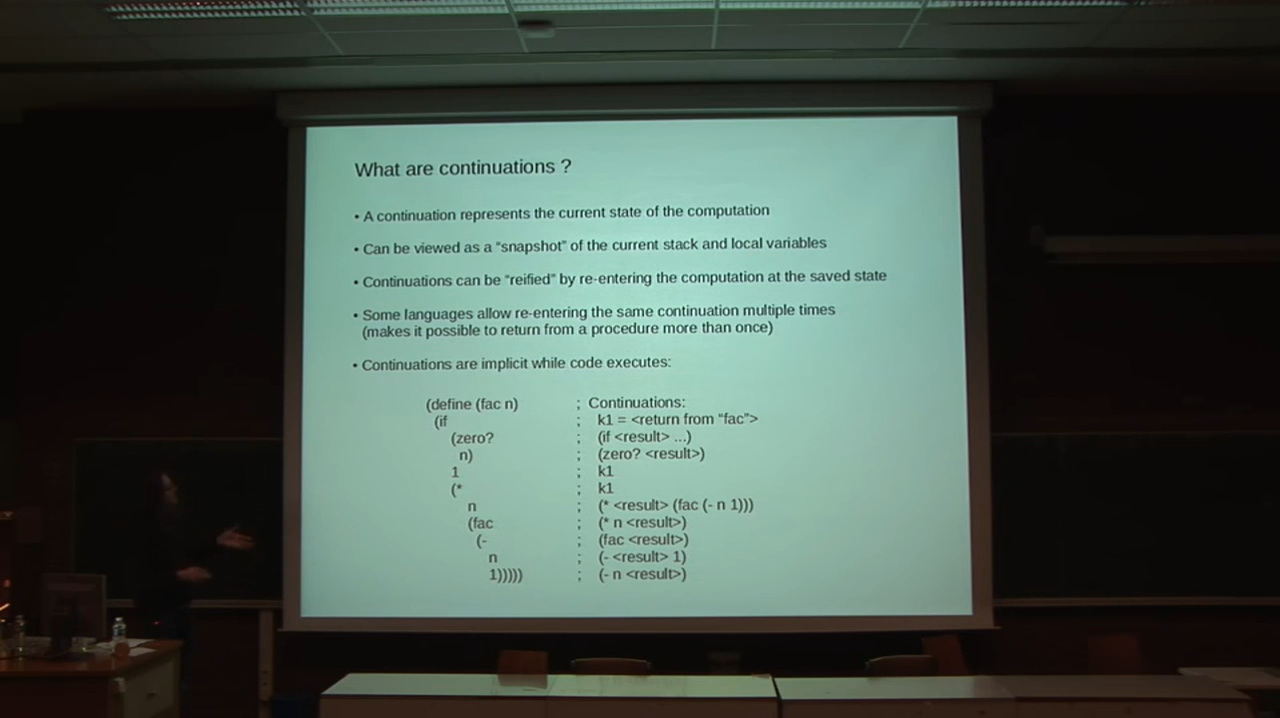 What are continuations ?
• A continuation represents the current state of the computation
• Can be viewed as a “snapshot” of the current stack and local variables
• Continuations can be “reified” by re-entering the computation at the saved state
• Some languages allow re-entering the same continuation multiple times
(makes it possible to return from a procedure more than once)
• Continuations are implicit while code executes:
(define (fac n) ; Continuations:
(if ; k1 = <return from “fac”>
(zero? ; (if <result> ...)
n) ; (zero? <result>)
1 ; k1
(* ; k1
n ; (* <result> (fac (- n 1)))
(fac ; (* n <result>)
(- ; (fac <result>)
n ; (- <result> 1)
1))))) ; (- n <result>)